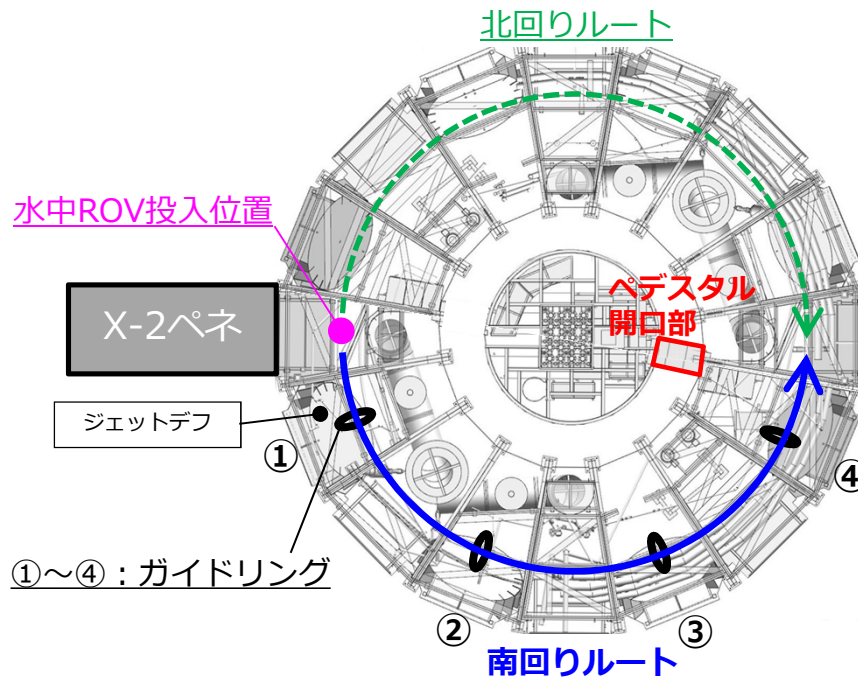 北回りルート
水中ROV投入位置
ペデスタル
開口部
X-2ペネ
ジェットデフ
①
④
①～④：ガイドリング
②
③
南回りルート